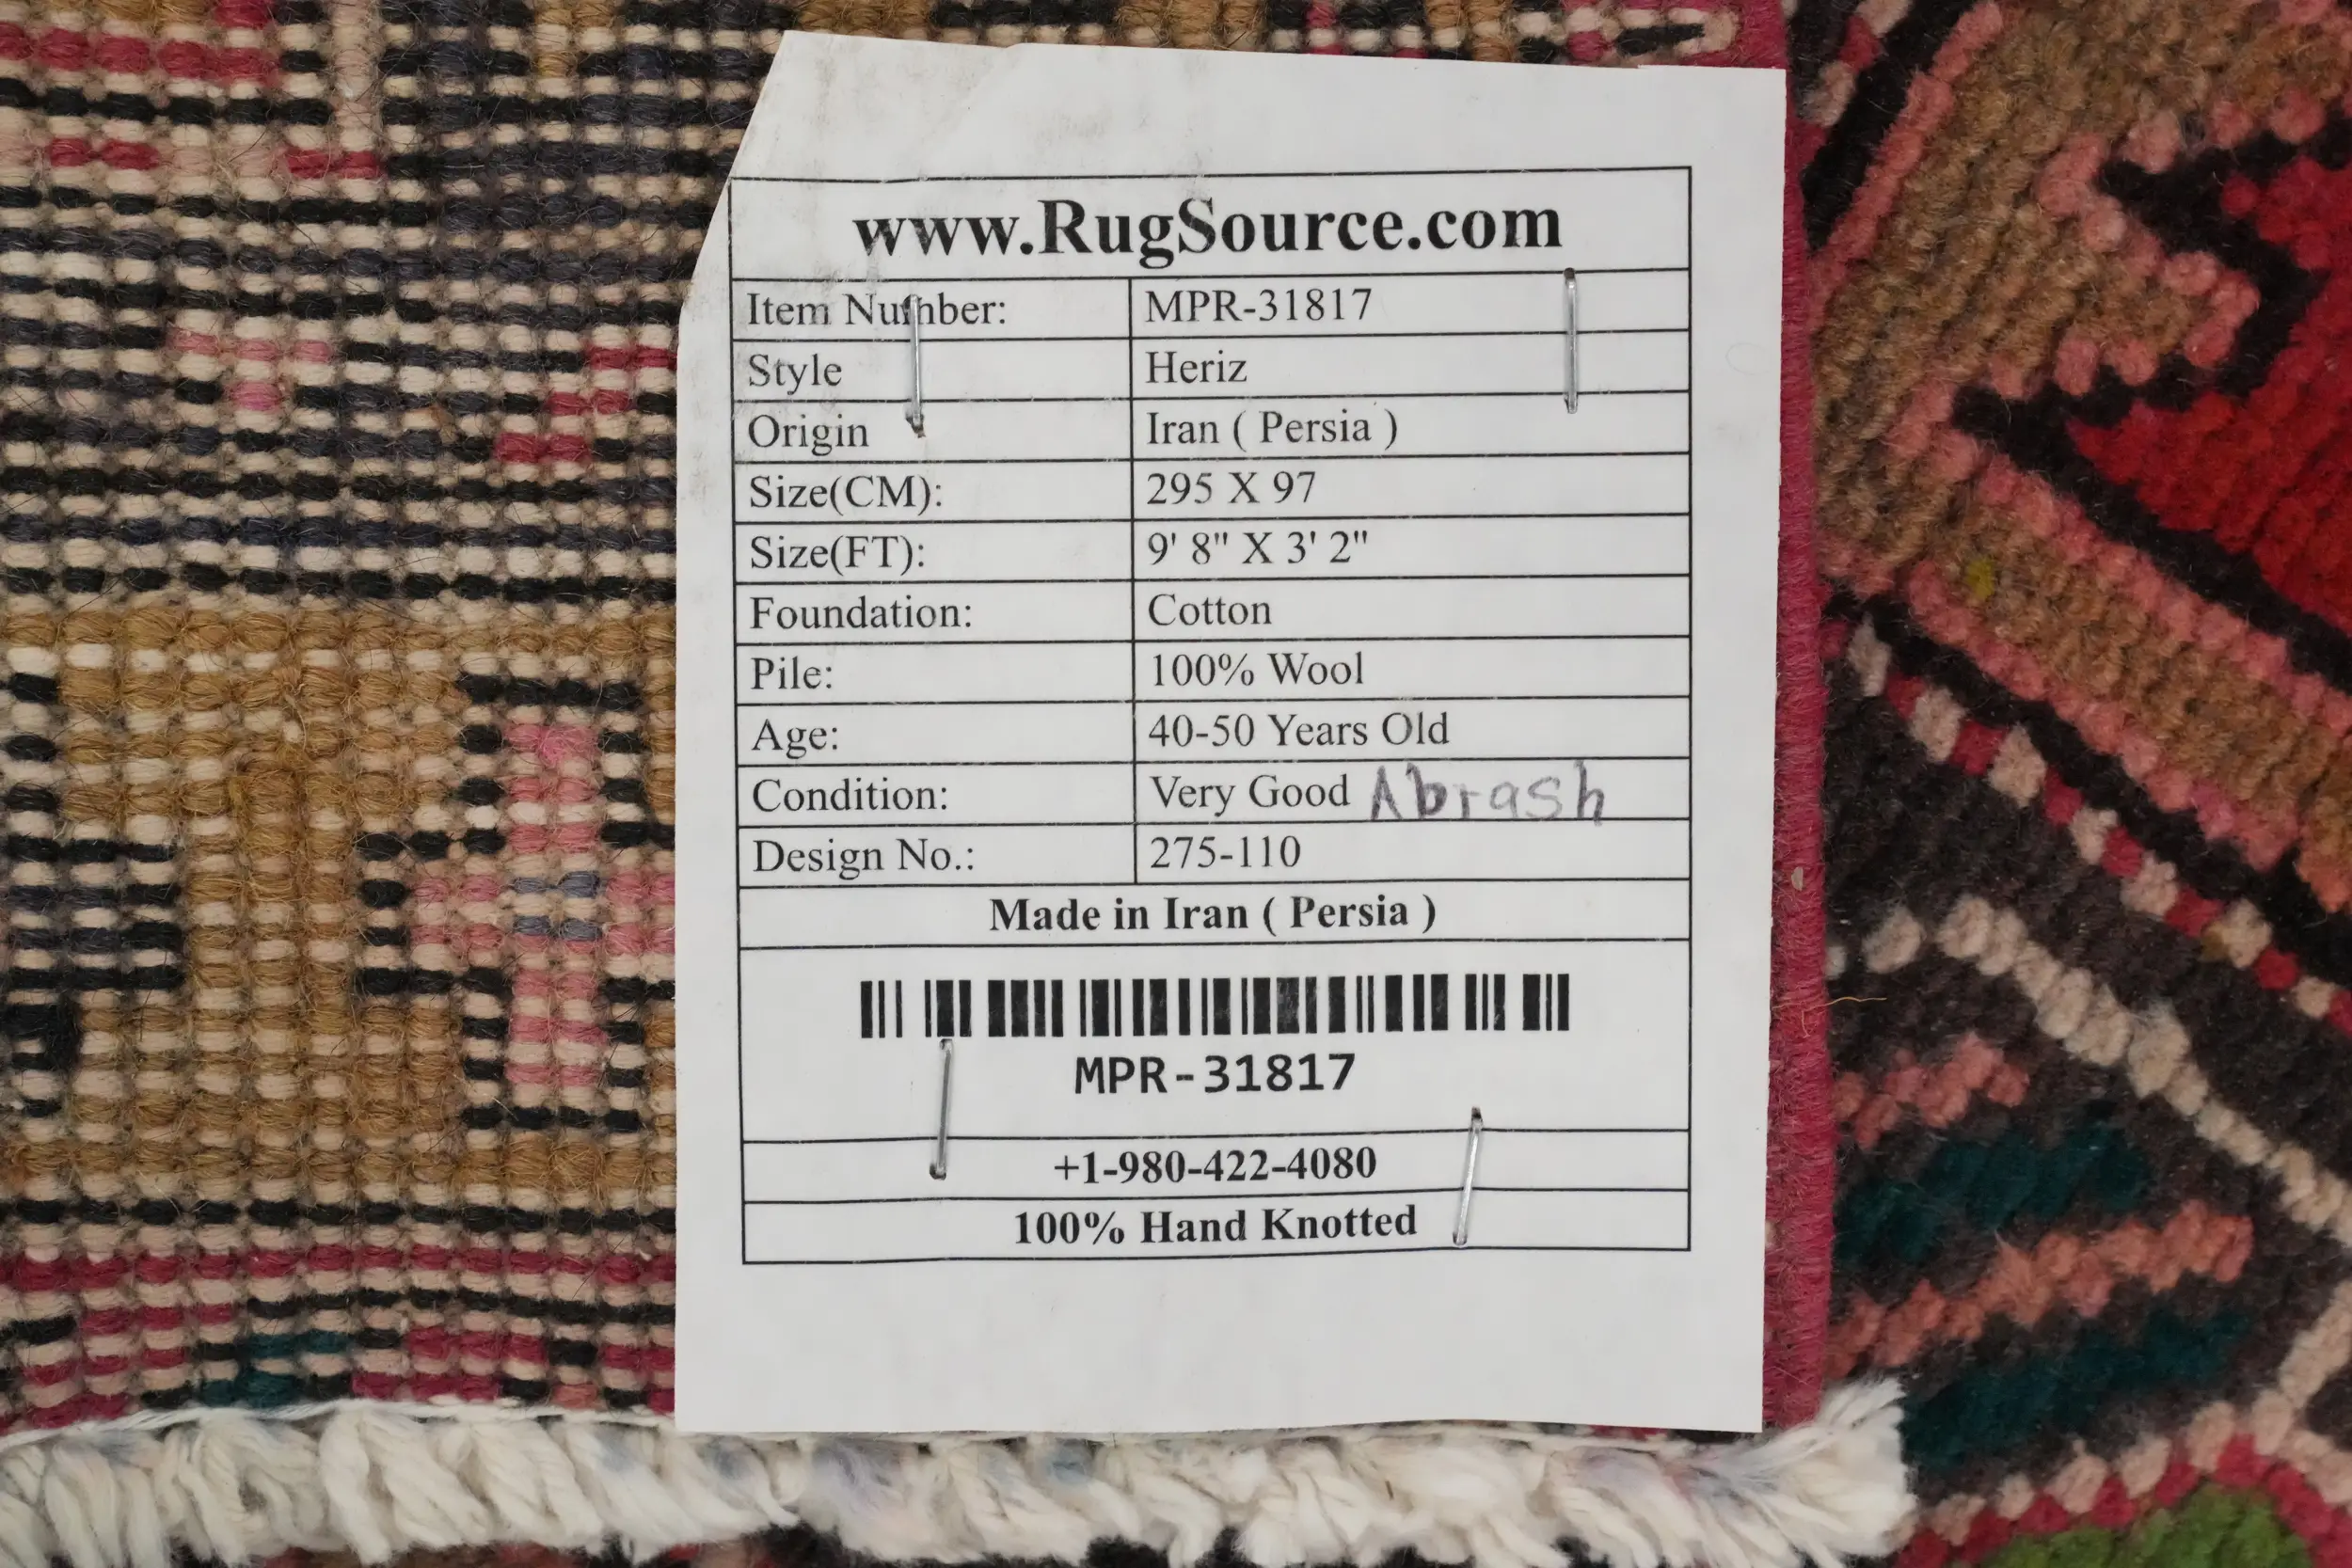 www.RugSource.com
Item Number: MPR-31817
Style Heriz
Origin Iran ( Persia )
Size(CM): 295 X 97
Size(FT): 9' 8" X 3' 2"
Foundation: Cotton
Pile: 100% Wool
Age: 40-50 Years Old
Condition: Very Good Abrash
Design No.: 275-110
Made in Iran ( Persia )
MPR-31817
+1-980-422-4080
100% Hand Knotted